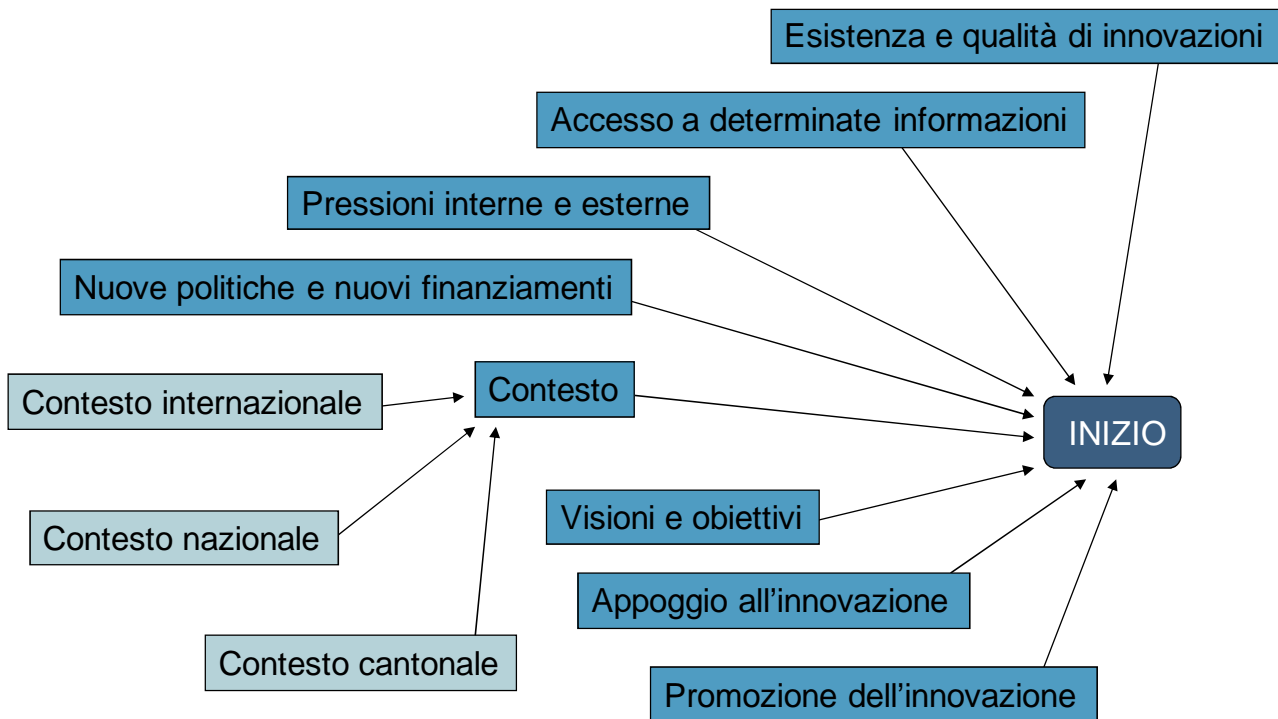 Esistenza e qualità di innovazioni
Accesso a determinate informazioni
Pressioni interne e esterne
Nuove politiche e nuovi finanziamenti
Contesto internazionale
Contesto
INIZIO
Contesto nazionale
Visioni e obiettivi
Appoggio all’innovazione
Contesto cantonale
Promozione dell’innovazione